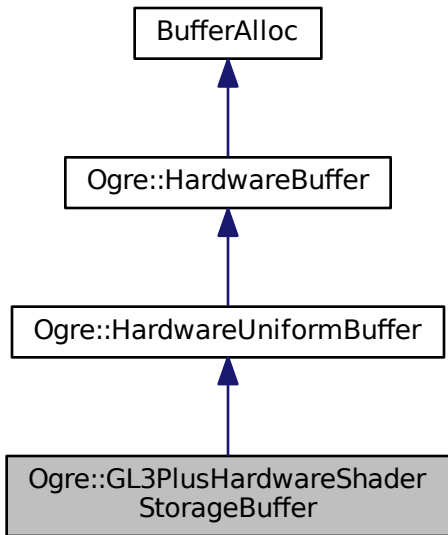 BufferAlloc
Ogre::HardwareBuffer
Ogre::HardwareUniformBuffer
Ogre::GL3PlusHardwareShader
StorageBuffer